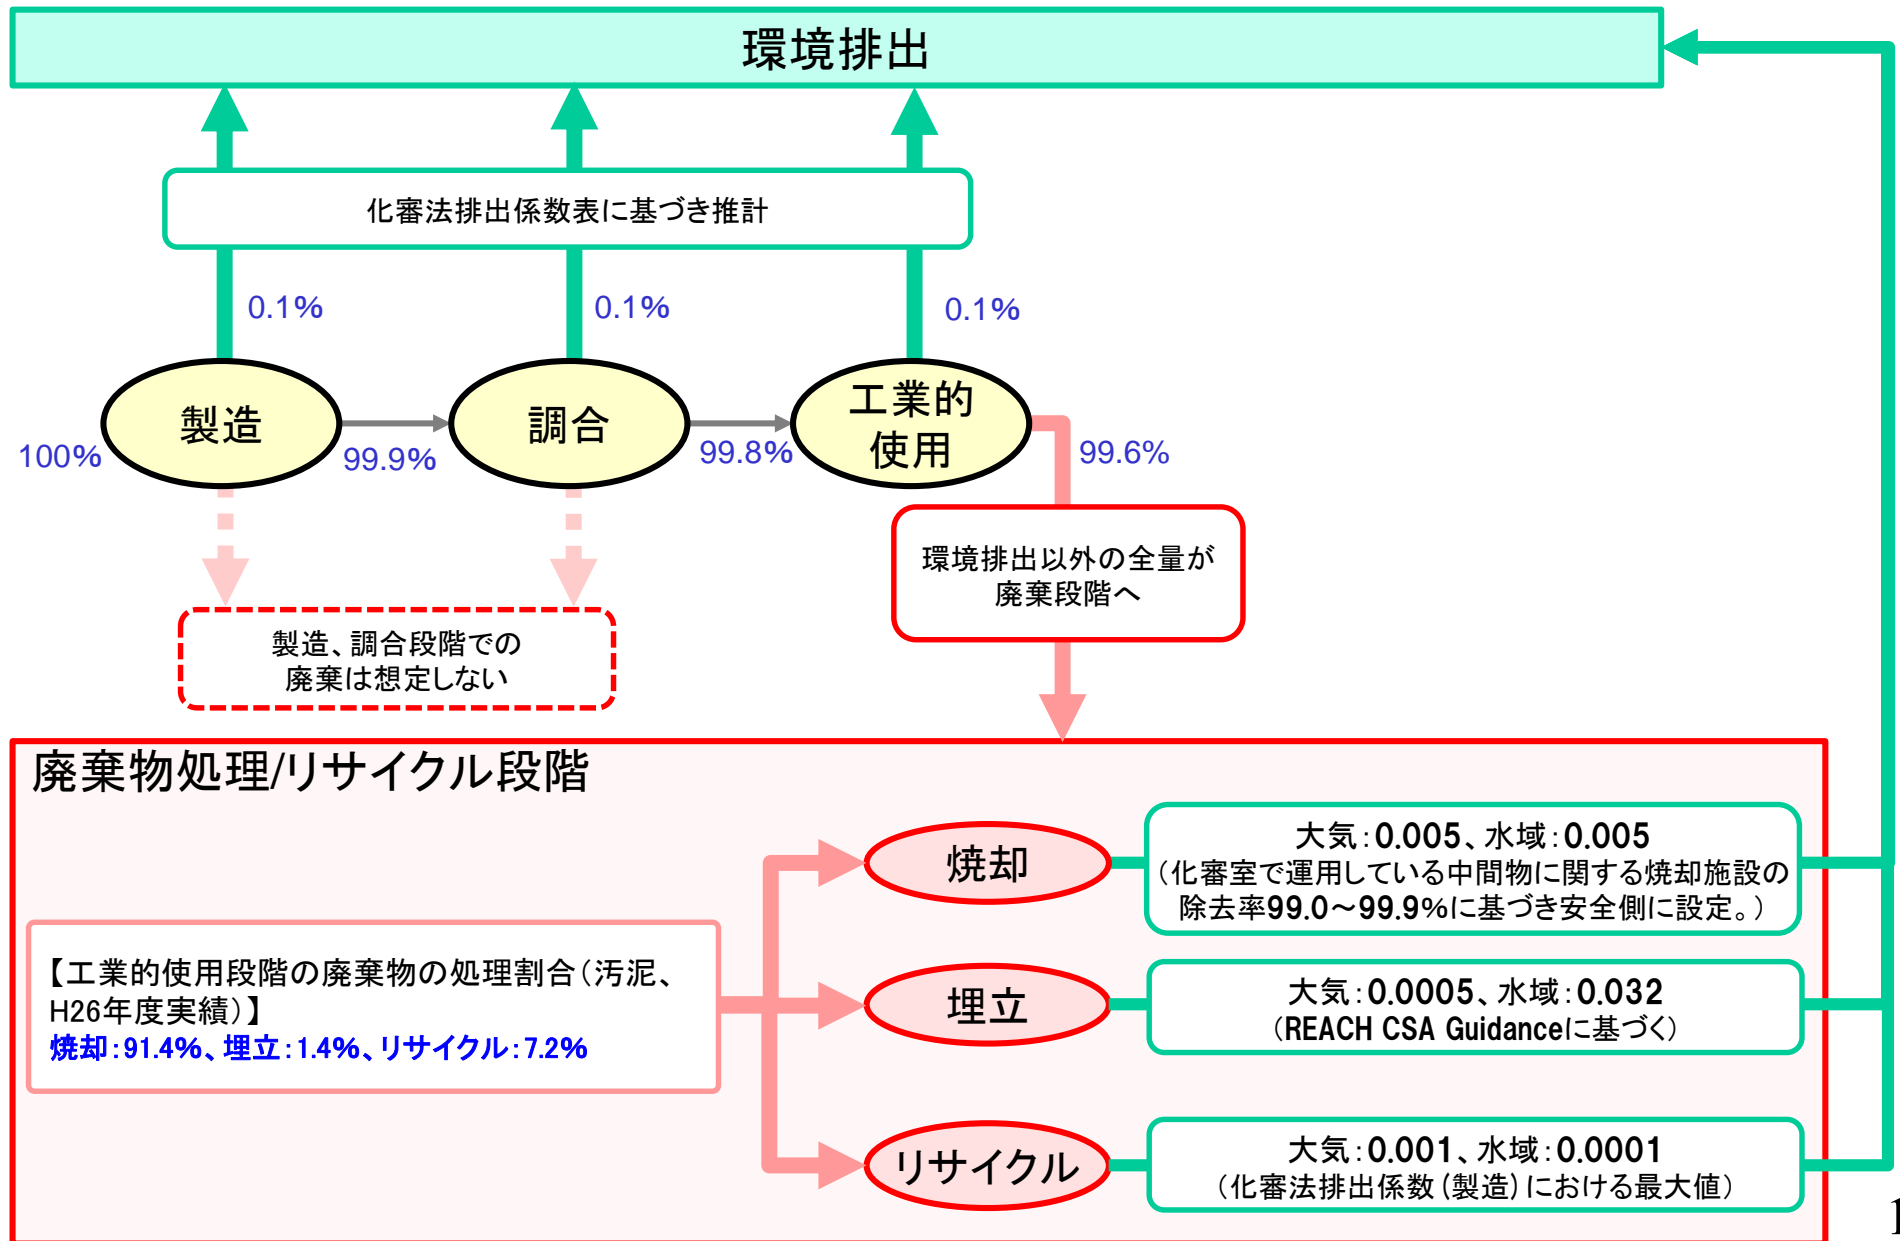 環境排出
化審法排出係数表に基づき推計
0.1%
0.1%
0.1%
製造
調合
工業的
使用
100%
99.9%
99.8%
99.6%
環境排出以外の全量が
廃棄段階へ
製造、調合段階での
廃棄は想定しない
廃棄物処理/リサイクル段階
【工業的使用段階の廃棄物の処理割合（汚泥、
H26年度実績）】
焼却：91.4%、埋立：1.4%、リサイクル：7.2%
焼却
大気：0.005、水域：0.005
（化審室で運用している中間物に関する焼却施設の
除去率99.0～99.9%に基づき安全側に設定。）
埋立
大気：0.0005、水域：0.032
（REACH CSA Guidanceに基づく）
リサイクル
大気：0.001、水域：0.0001
（化審法排出係数（製造）における最大値）
1